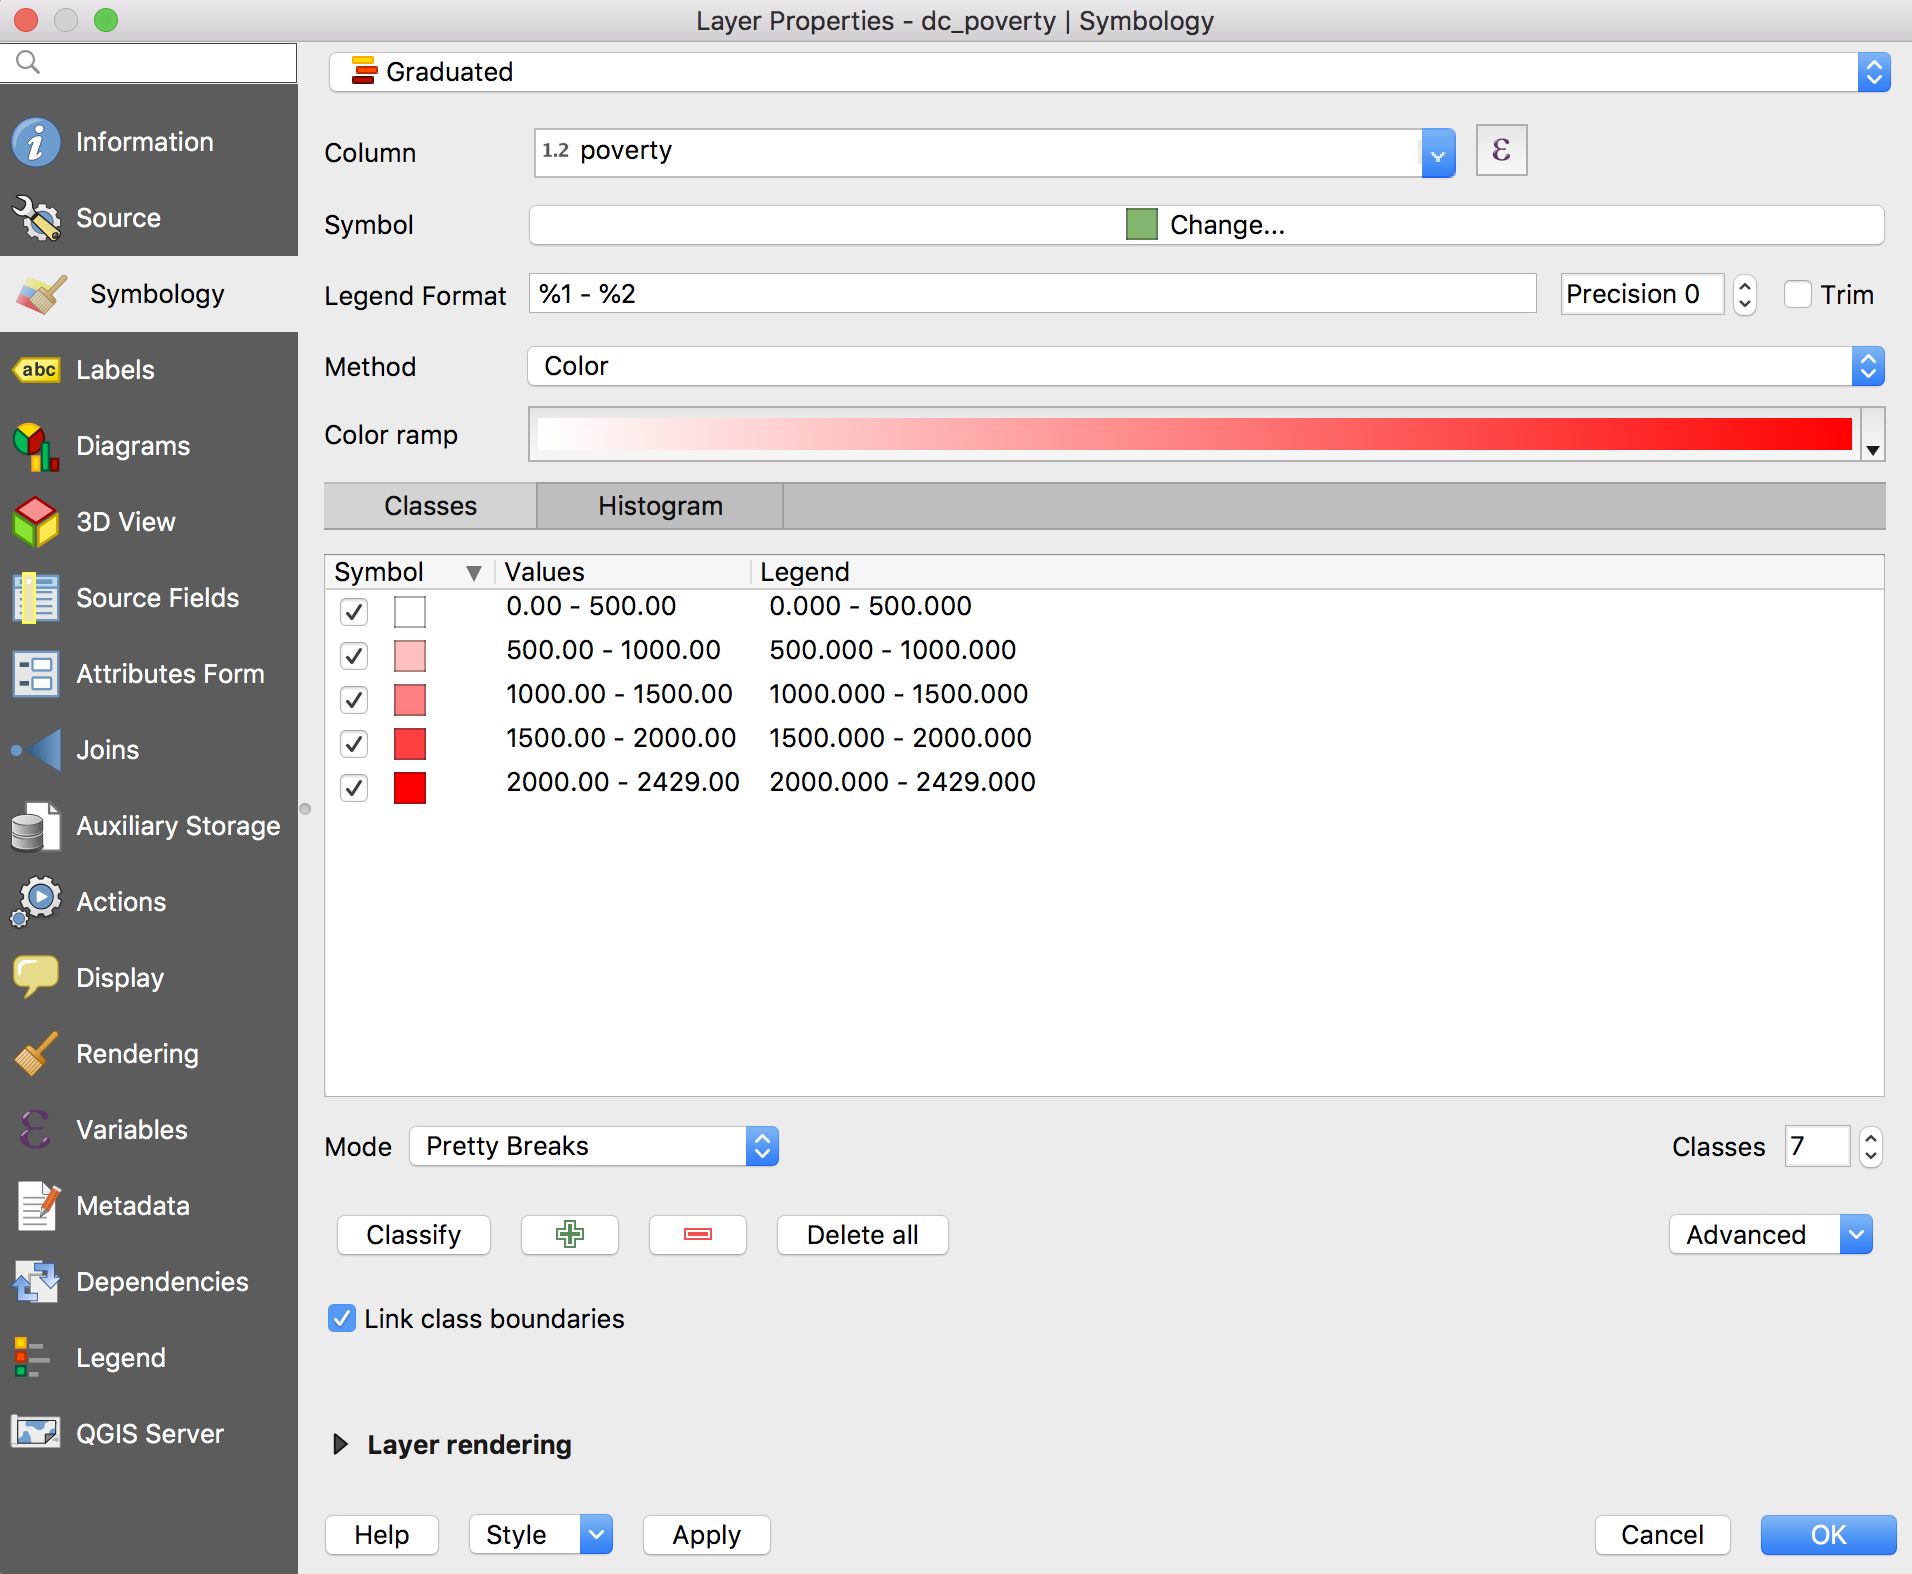 Layer Properties - dc_poverty | Symbology
Graduated
Information
Source
Symbology
Labels
Diagrams
3D View
Source Fields
Attributes Form
Joins
Auxiliary Storage
Actions
Display
Rendering
Variables
Metadata
Dependencies
Legend
QGIS Server
Column 1.2 poverty ε
Symbol Change...
Legend Format %1 - %2 Precision 0 Trim
Method Color
Color ramp
Classes Histogram
Symbol Values Legend
0.00 - 500.00 0.000 - 500.000
500.00 - 1000.00 500.000 - 1000.000
1000.00 - 1500.00 1000.000 - 1500.000
1500.00 - 2000.00 1500.000 - 2000.000
2000.00 - 2429.00 2000.000 - 2429.000
Mode Pretty Breaks Classes 7
Classify Delete all Advanced
Link class boundaries
Layer rendering
Help Style Apply Cancel OK
abc